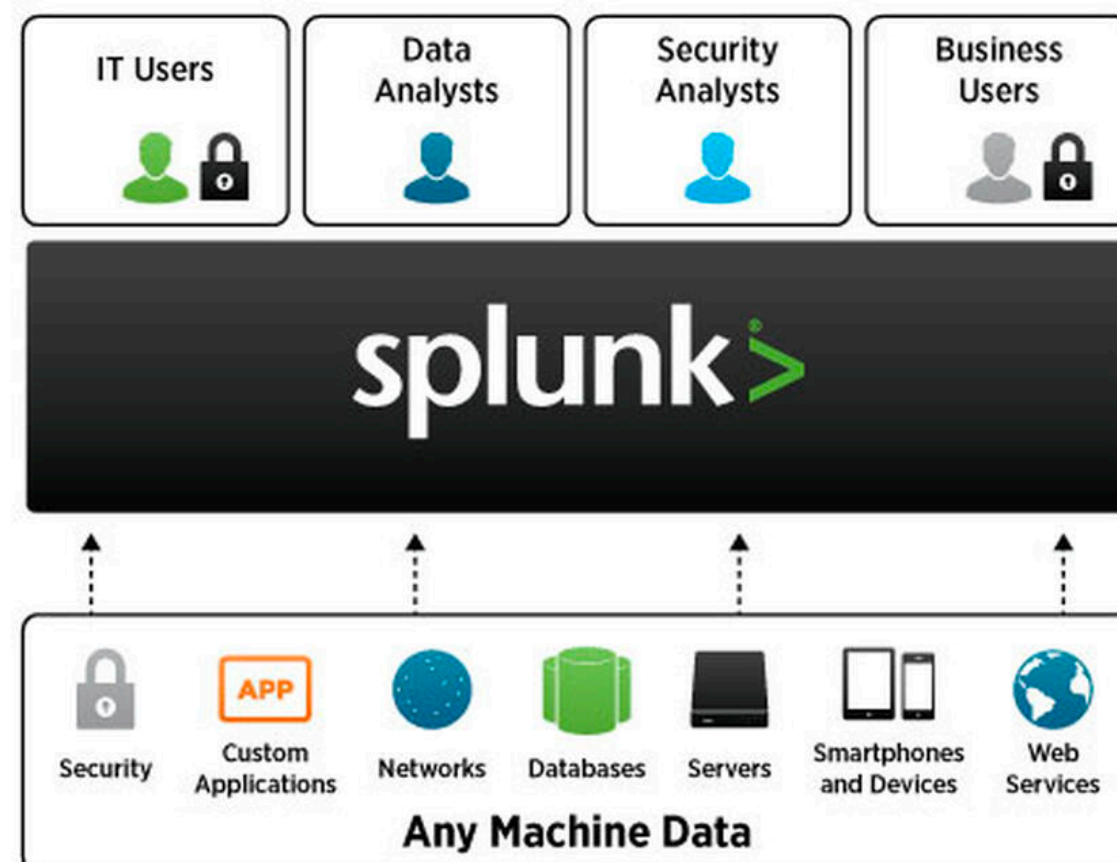 IT Users
Data
Analysts
Security
Analysts
Business
Users
splunk>®
Security
Custom
Applications
Networks
Databases
Servers
Smartphones
and Devices
Web
Services
Any Machine Data
APP